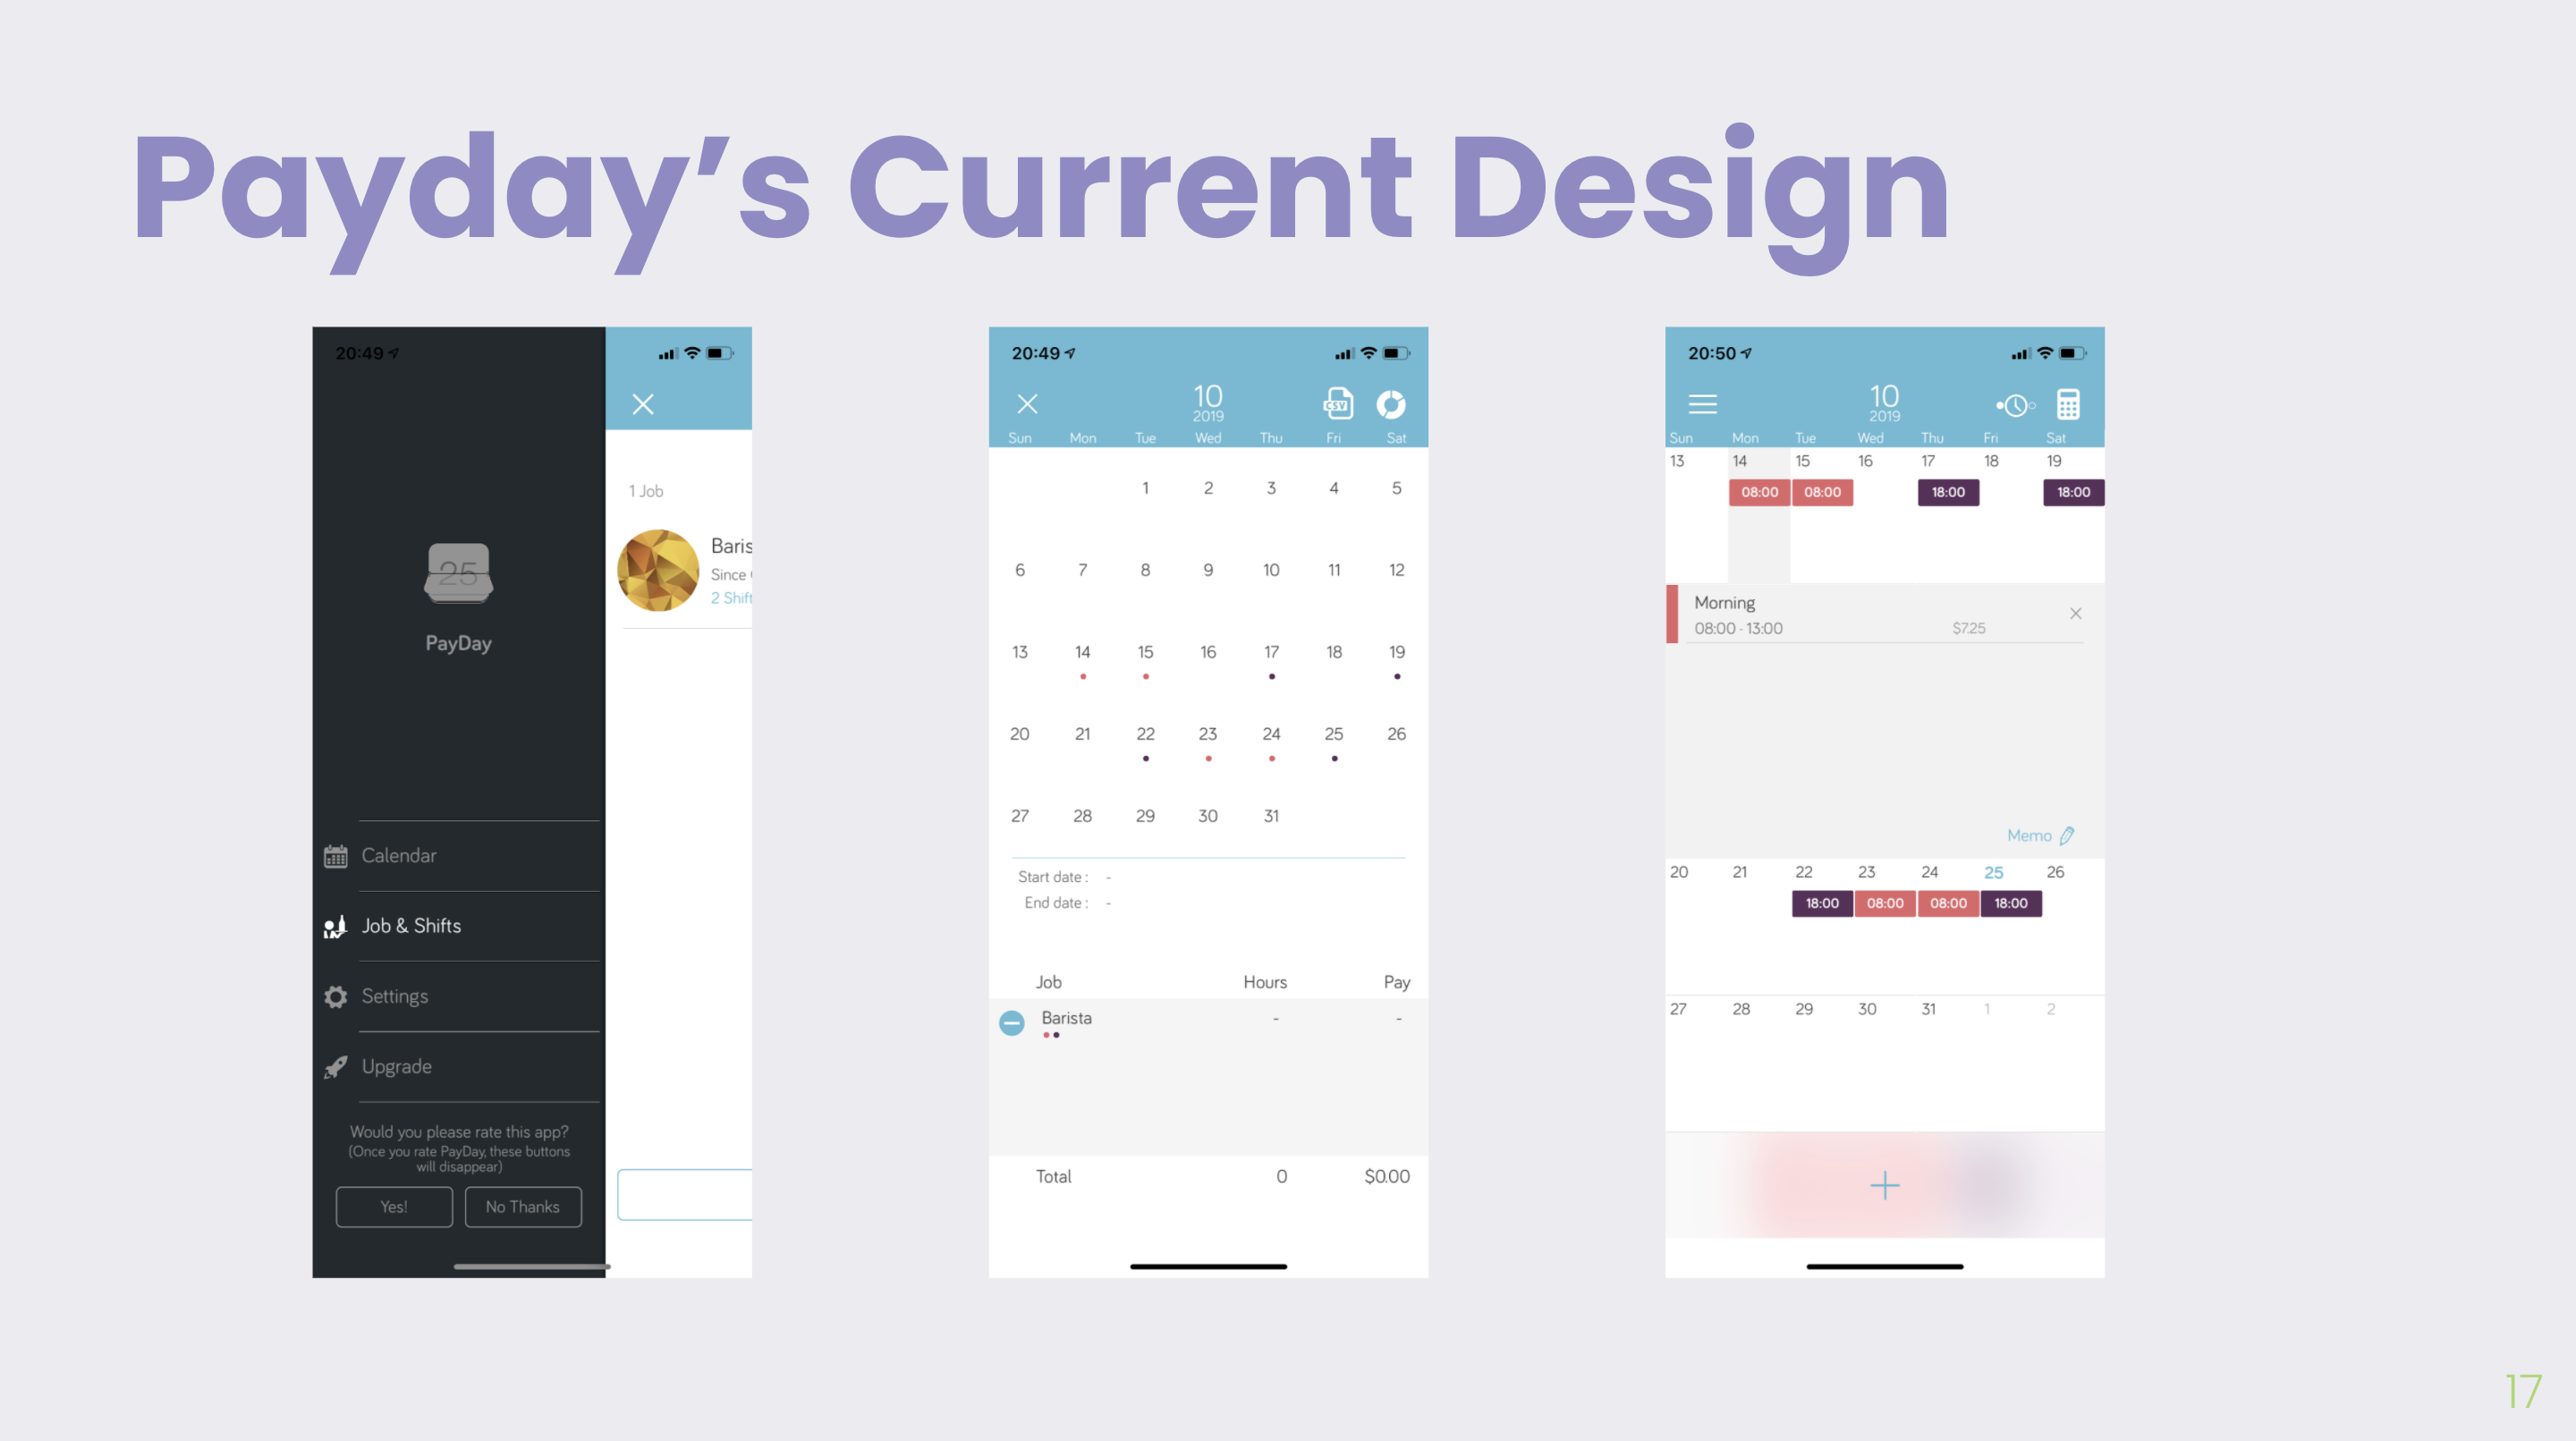 Payday’s Current Design
20:49
1 Job
Baris
Since
2 Shift
25
PayDay
Calendar
Job & Shifts
Settings
Upgrade
Would you please rate this app?
(Once you rate PayDay, these buttons
will disappear)
Yes! No Thanks
20:49
10
2019
CSV
Sun Mon Tue Wed Thu Fri Sat
1 2 3 4 5
6 7 8 9 10 11 12
13 14 15 16 17 18 19
20 21 22 23 24 25 26
27 28 29 30 31
Start date : -
End date : -
Job Hours Pay
Barista - -
Total 0 $0.00
20:50
10
2019
Sun Mon Tue Wed Thu Fri Sat
13 14 15 16 17 18 19
08:00 08:00 18:00 18:00
Morning
08:00 - 13:00 $7.25
Memo
20 21 22 23 24 25 26
18:00 08:00 08:00 18:00
27 28 29 30 31 1 2
17